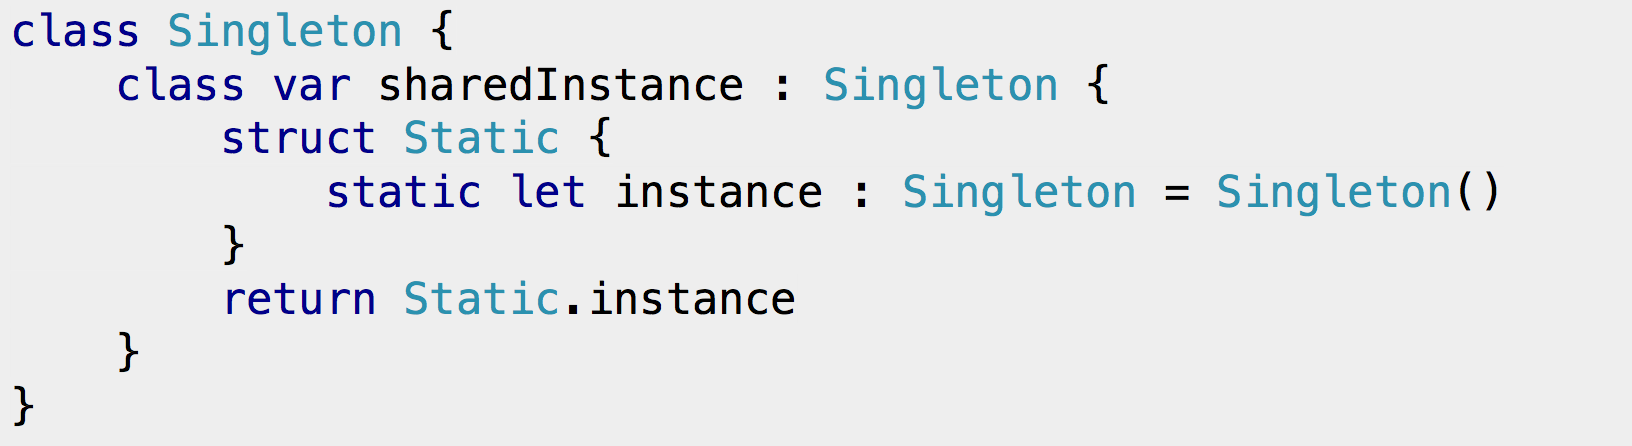 class Singleton {
    class var sharedInstance : Singleton {
        struct Static {
            static let instance : Singleton = Singleton()
        }
        return Static.instance
    }
}